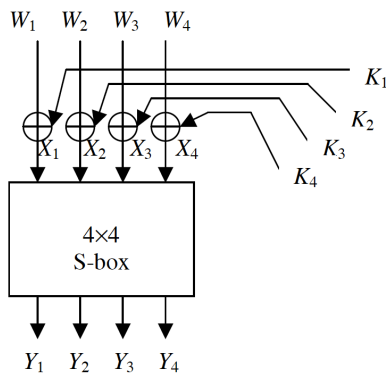 W₁ W₂ W₃ W₄
K₁
K₂
X₁ X₂ X₃ X₄ K₃
K₄
4×4
S-box
Y₁ Y₂ Y₃ Y₄